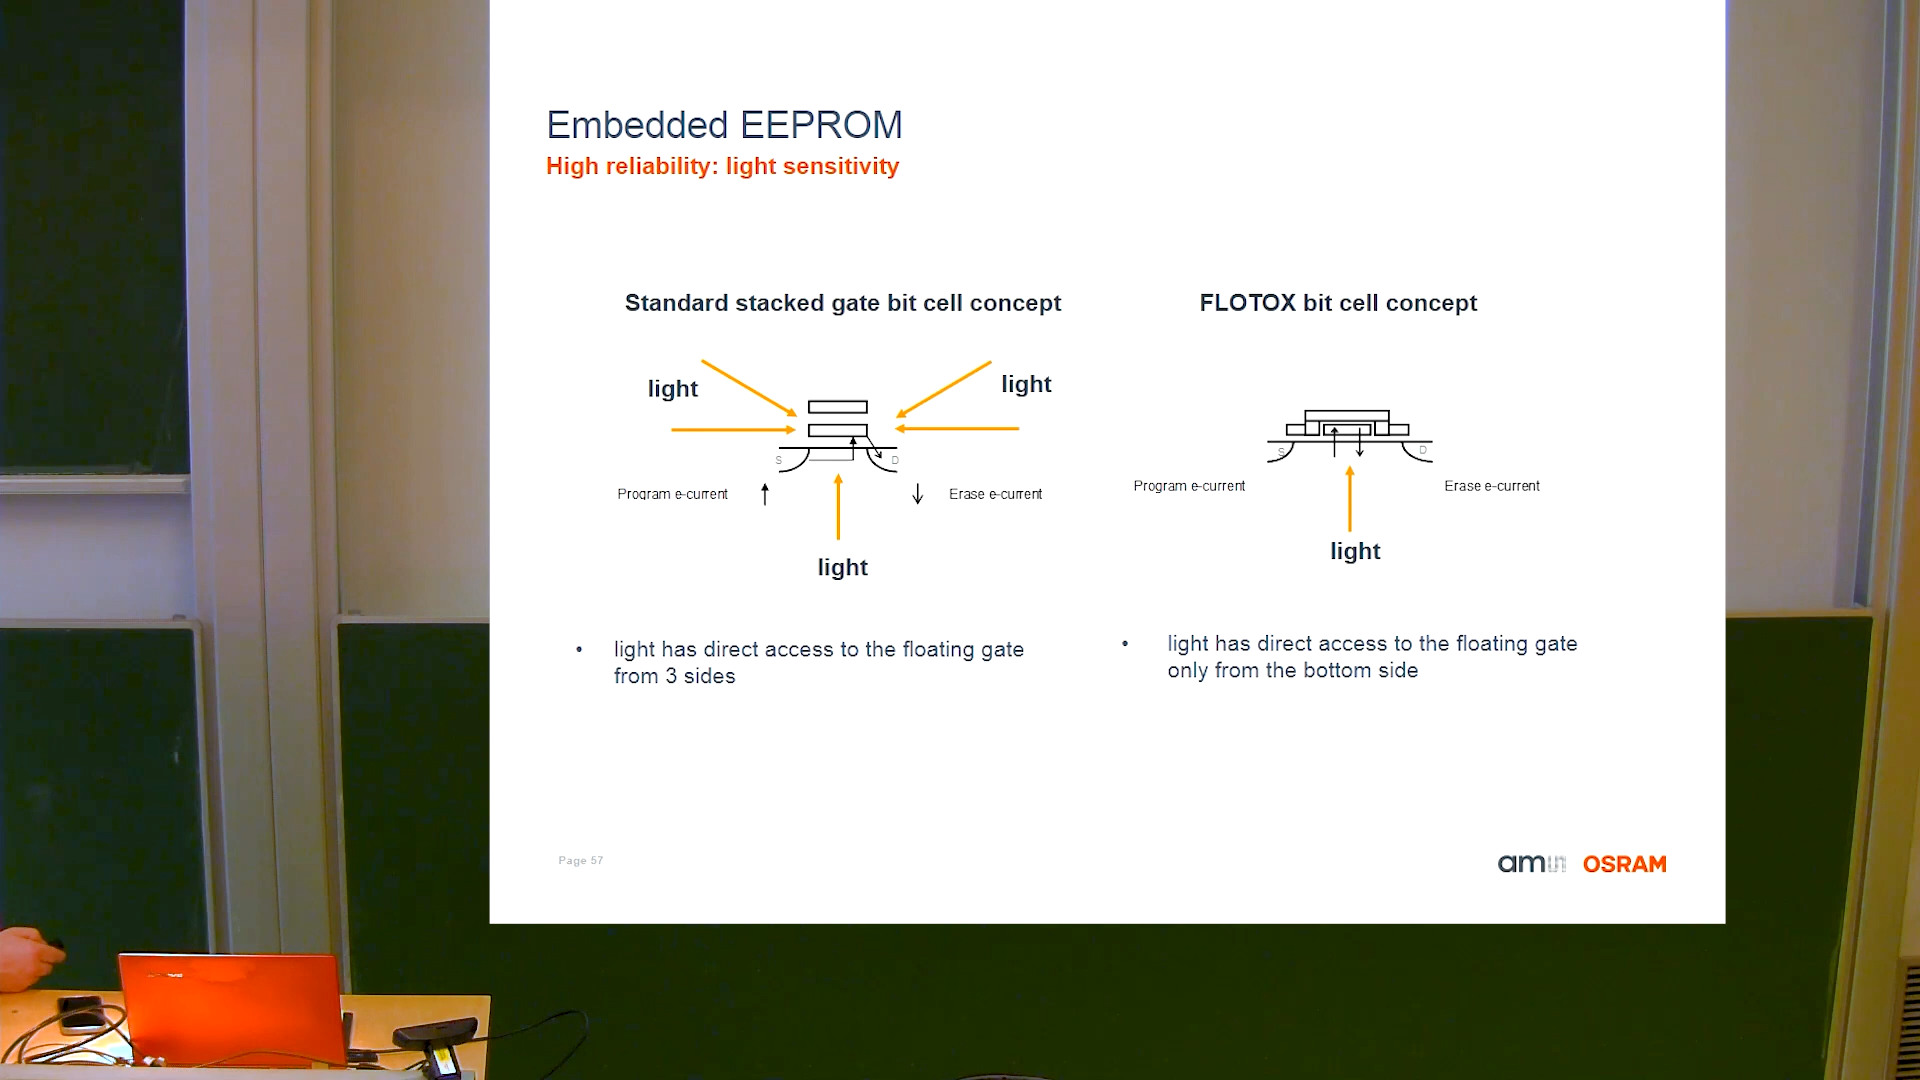 Embedded EEPROM
High reliability: light sensitivity
Standard stacked gate bit cell concept
light
light
S
D
Program e-current
Erase e-current
light
light has direct access to the floating gate
from 3 sides
FLOTOX bit cell concept
S
D
Program e-current
Erase e-current
light
light has direct access to the floating gate
only from the bottom side
Page 57
am OSRAM